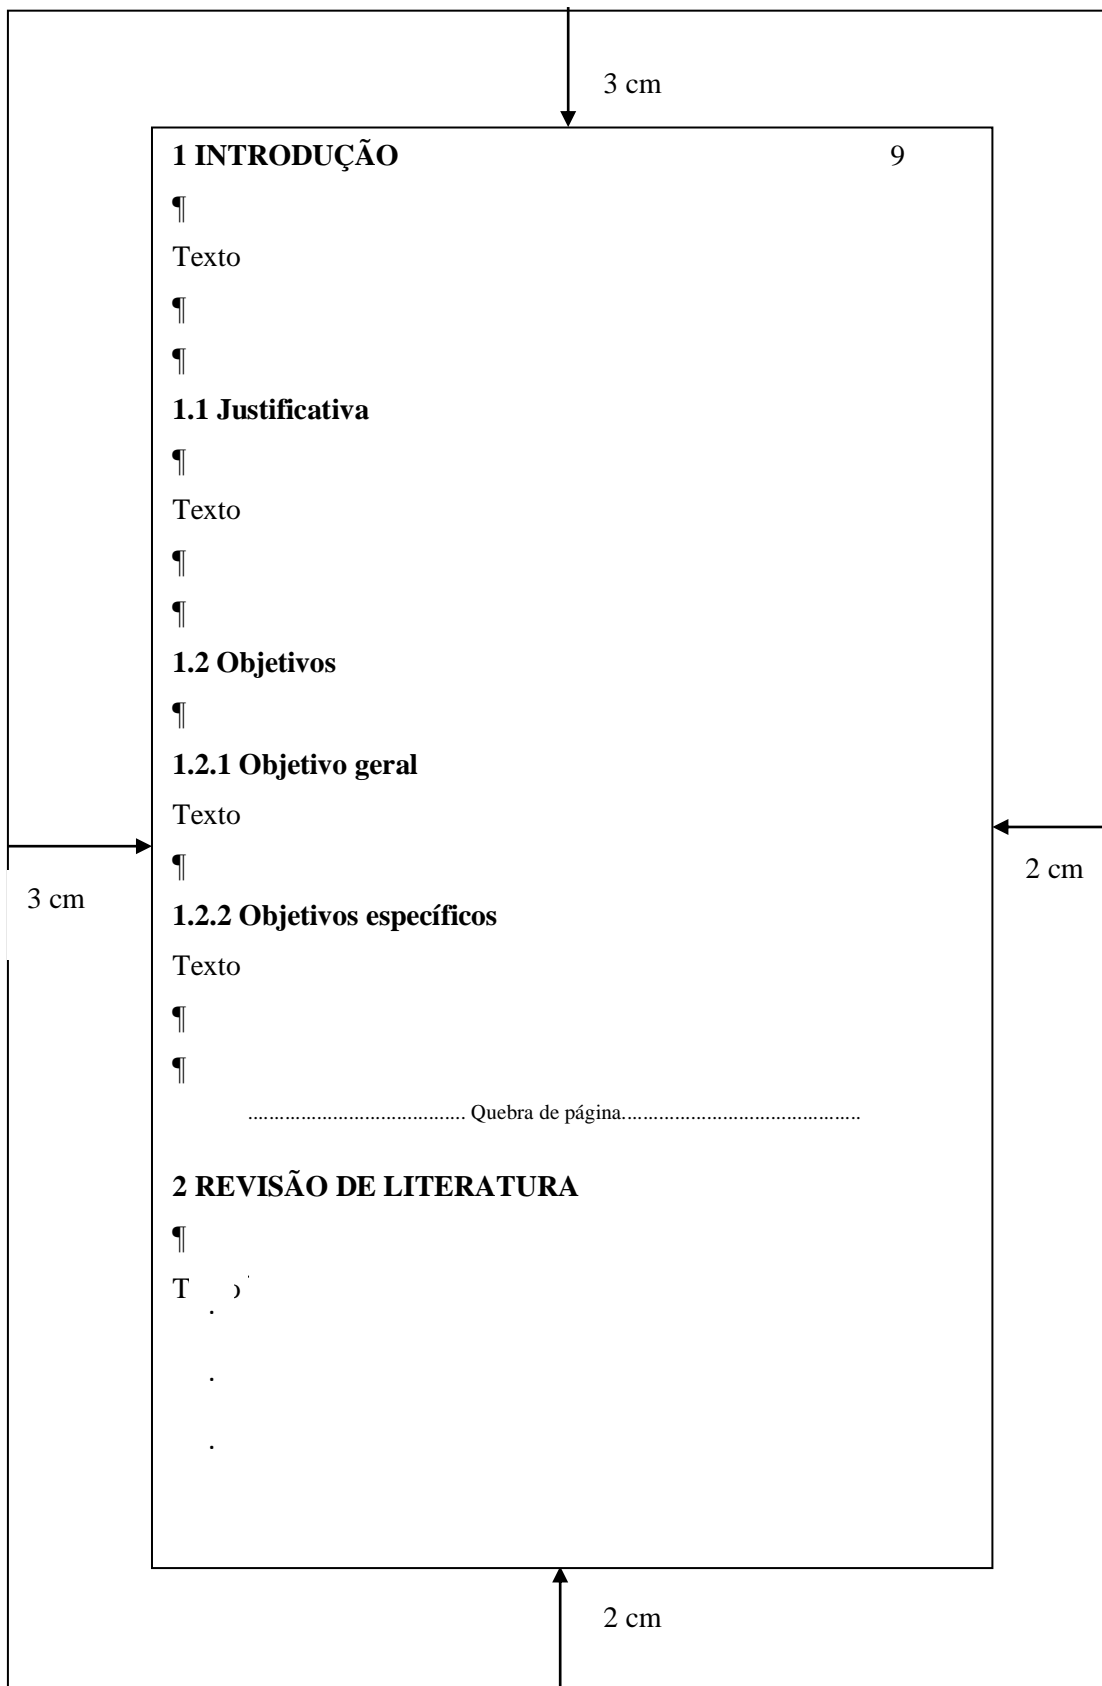 3 cm
1 INTRODUÇÃO 9
¶
Texto
¶
¶
1.1 Justificativa
¶
Texto
¶
¶
1.2 Objetivos
¶
1.2.1 Objetivo geral
Texto
¶
2 cm
3 cm
1.2.2 Objetivos específicos
Texto
¶
¶
......................................... Quebra de página.............................................
2 REVISÃO DE LITERATURA
¶
.
.
.
2 cm